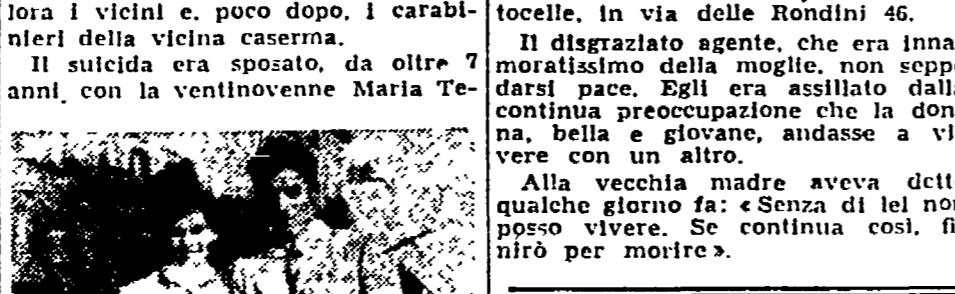 lora i vicini e, poco dopo, i carabi-
nieri della vicina caserma.
Il suicida era sposato, da oltre 7
anni, con la ventinovenne Maria Te-
tocelle, in via delle Rondini 46.
Il disgraziato agente, che era inna
moratissimo della moglie, non sepp
darsi pace. Egli era assillato dall
continua preoccupazione che la don
na, bella e giovane, andasse a vi
vere con un altro.
Alla vecchia madre aveva dett
qualche giorno fa: « Senza di lei non
posso vivere. Se continua così, fi
nirò per morire ».